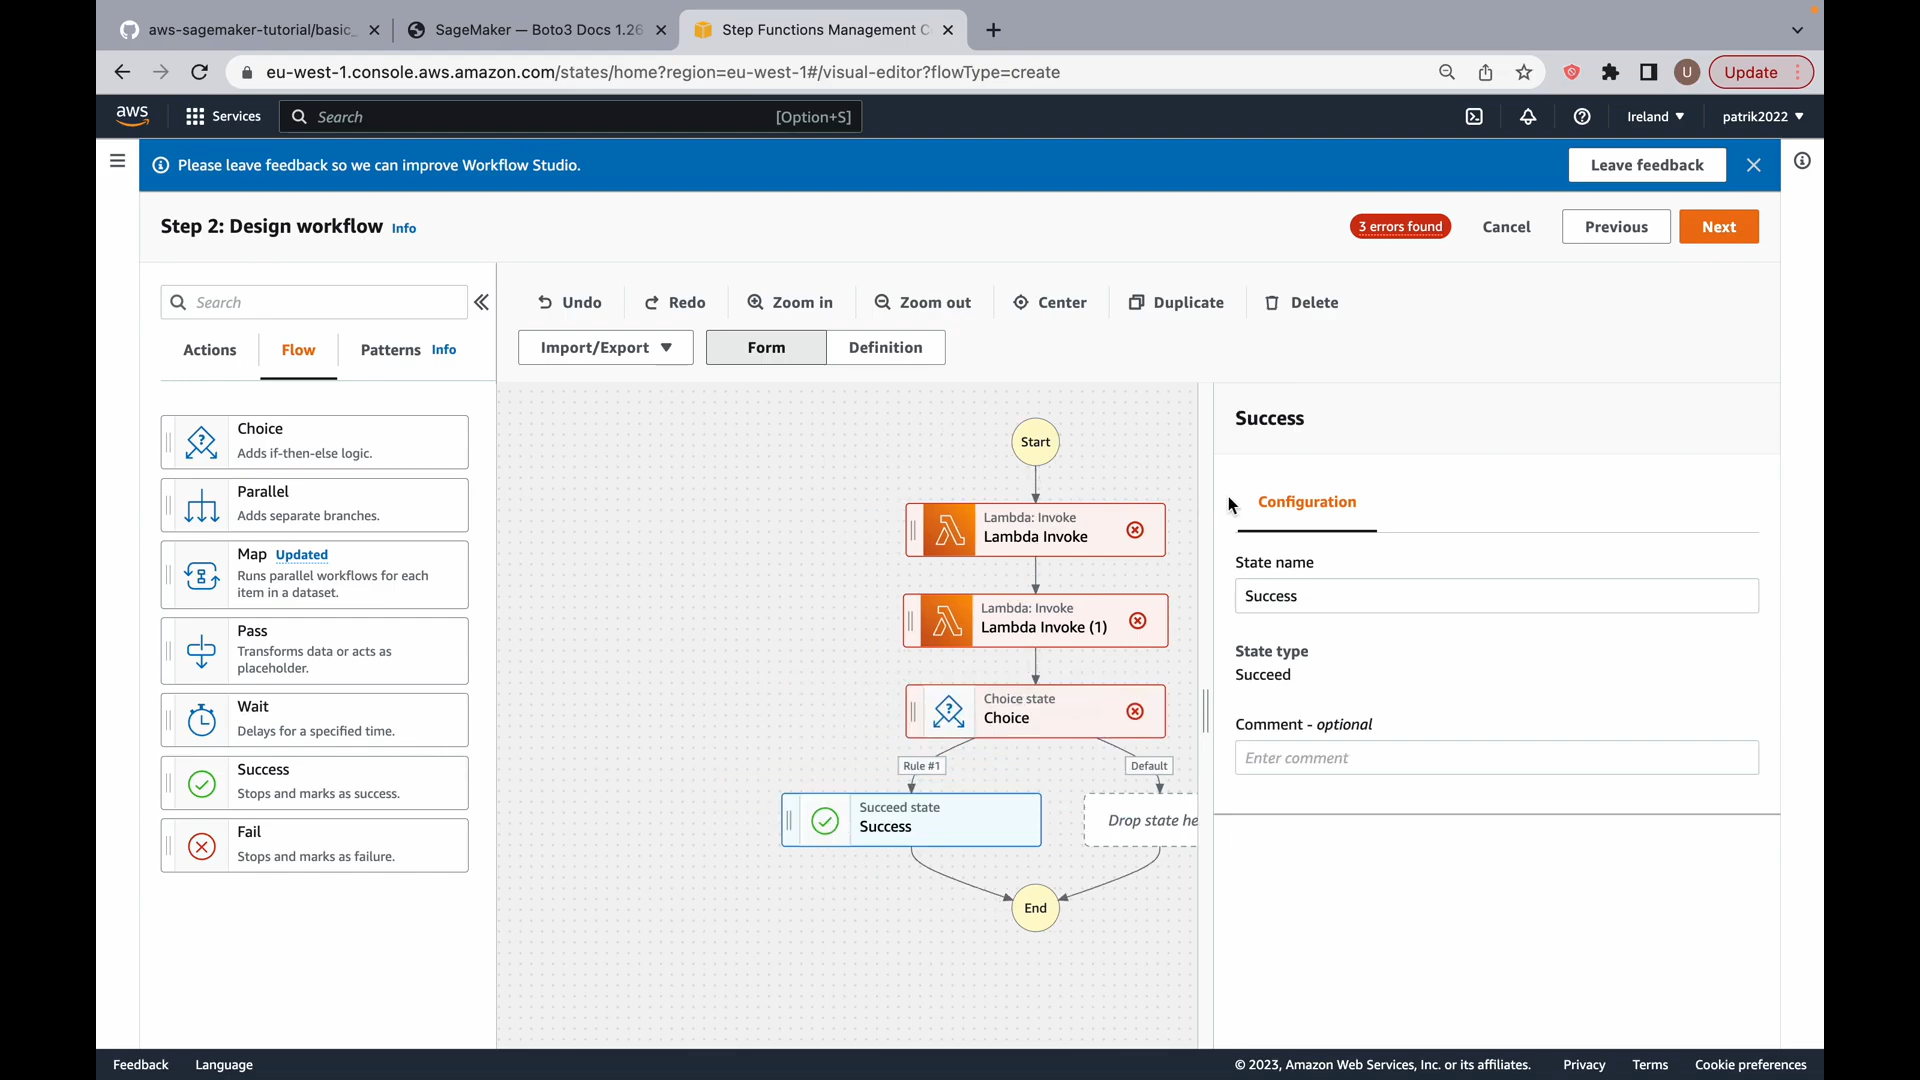 aws-sagemaker-tutorial/basic_
SageMaker — Boto3 Docs 1.26
Step Functions Management C
eu-west-1.console.aws.amazon.com/states/home?region=eu-west-1#/visual-editor?flowType=create
U
Update
aws
Services
Search
[Option+S]
Ireland
patrik2022
Please leave feedback so we can improve Workflow Studio.
Leave feedback
Step 2: Design workflow Info
3 errors found
Cancel
Previous
Next
Search
Undo
Redo
Zoom in
Zoom out
Center
Duplicate
Delete
Actions
Flow
Patterns Info
Import/Export
Form
Definition
Choice
Adds if-then-else logic.
Parallel
Adds separate branches.
Map Updated
Runs parallel workflows for each
item in a dataset.
Pass
Transforms data or acts as
placeholder.
Wait
Delays for a specified time.
Success
Stops and marks as success.
Fail
Stops and marks as failure.
Start
Lambda: Invoke
Lambda Invoke
Lambda: Invoke
Lambda Invoke (1)
Choice state
Choice
Rule #1
Default
Succeed state
Success
Drop state he
End
Success
Configuration
State name
Success
State type
Succeed
Comment - optional
Enter comment
Feedback
Language
© 2023, Amazon Web Services, Inc. or its affiliates.
Privacy
Terms
Cookie preferences